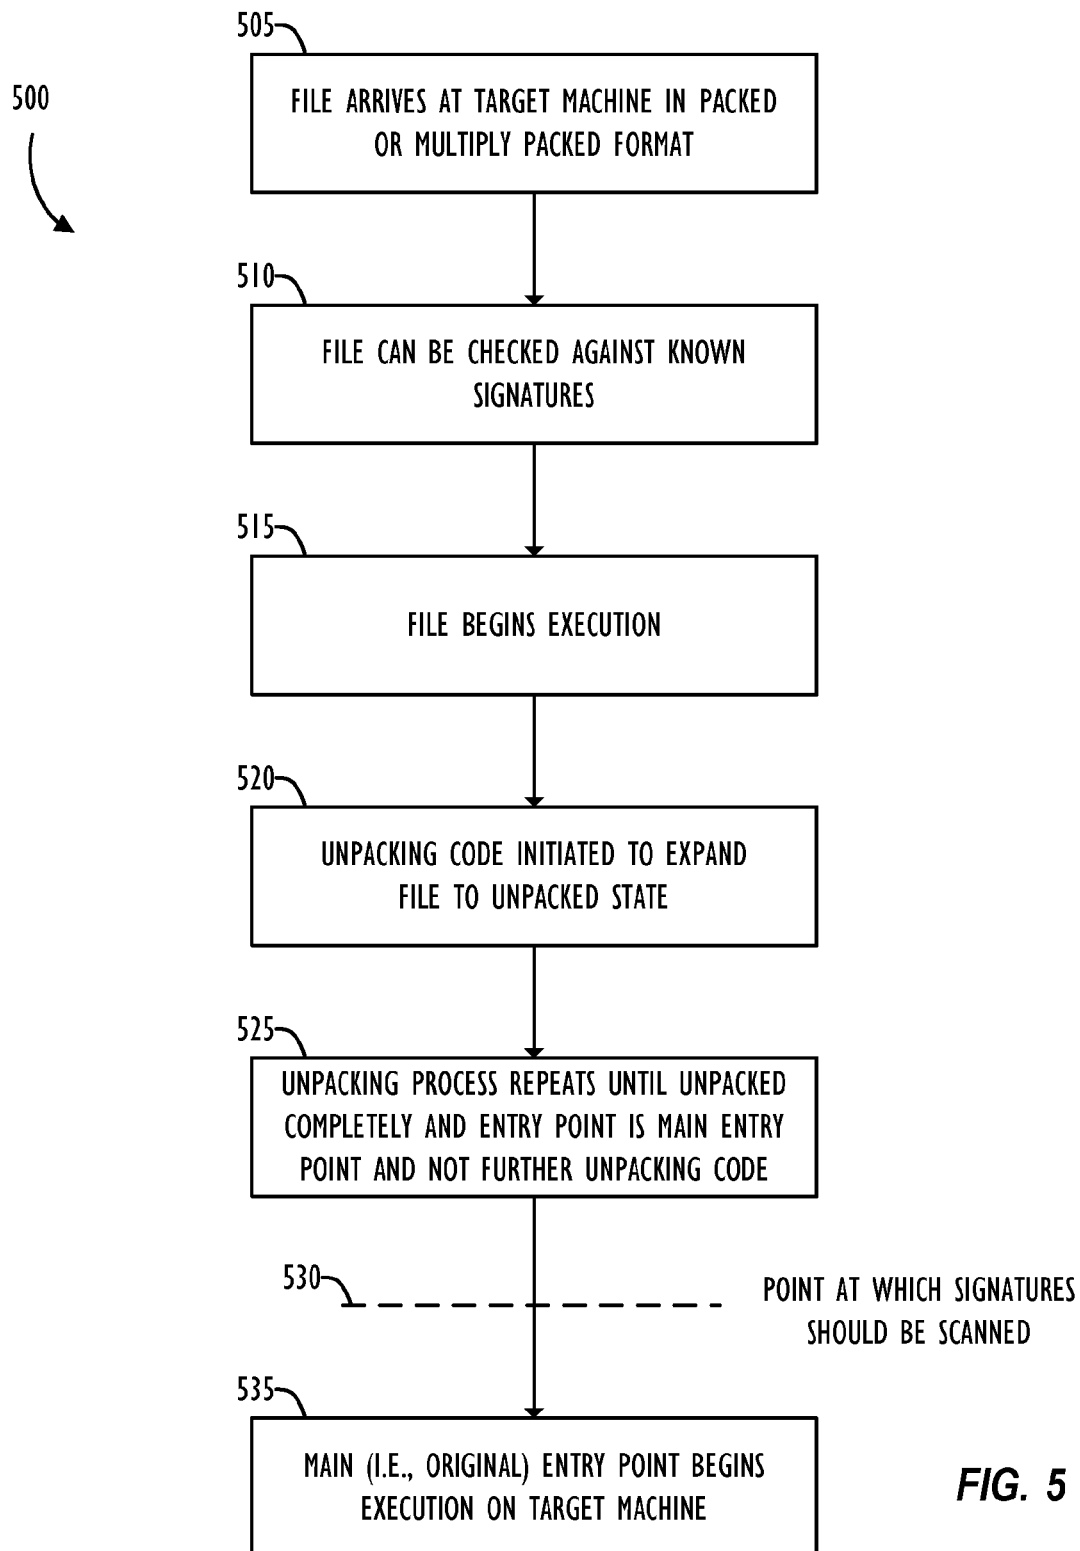 505
500
FILE ARRIVES AT TARGET MACHINE IN PACKED
OR MULTIPLY PACKED FORMAT
510
FILE CAN BE CHECKED AGAINST KNOWN
SIGNATURES
515
FILE BEGINS EXECUTION
520
UNPACKING CODE INITIATED TO EXPAND
FILE TO UNPACKED STATE
525
UNPACKING PROCESS REPEATS UNTIL UNPACKED
COMPLETELY AND ENTRY POINT IS MAIN ENTRY
POINT AND NOT FURTHER UNPACKING CODE
530
POINT AT WHICH SIGNATURES
SHOULD BE SCANNED
535
MAIN (I.E., ORIGINAL) ENTRY POINT BEGINS
EXECUTION ON TARGET MACHINE
FIG. 5